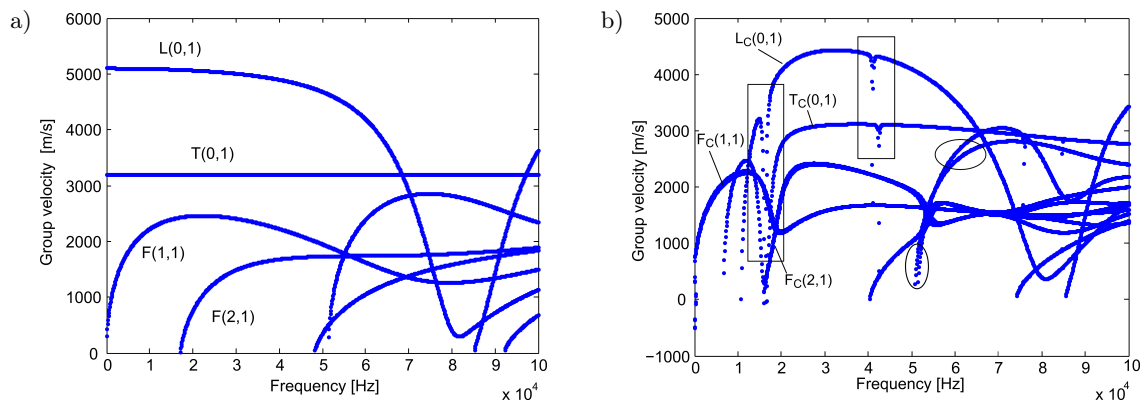 a)
6000
5000
4000
3000
2000
1000
0
Group velocity [m/s]
L(0,1)
T(0,1)
F(1,1)
F(2,1)
0 1 2 3 4 5 6 7 8 9 10
Frequency [Hz]
x 10^4
b)
5000
4000
3000
2000
1000
0
−1000
Group velocity [m/s]
L_C(0,1)
T_C(0,1)
F_C(1,1)
F_C(2,1)
0 1 2 3 4 5 6 7 8 9 10
Frequency [Hz]
x 10^4